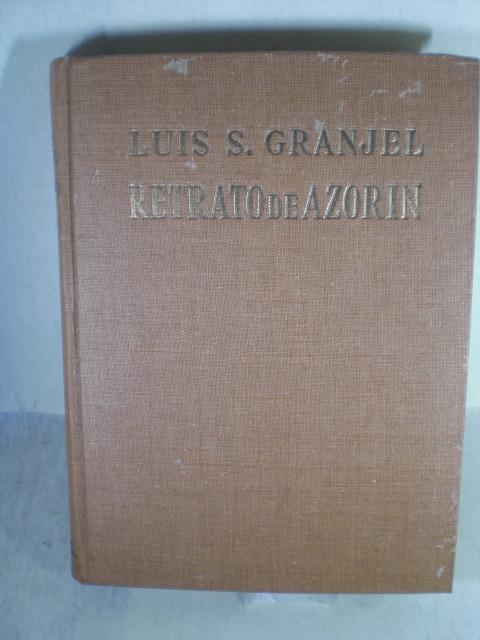 LUIS S. GRANJEL
RETRATO DE AZORIN